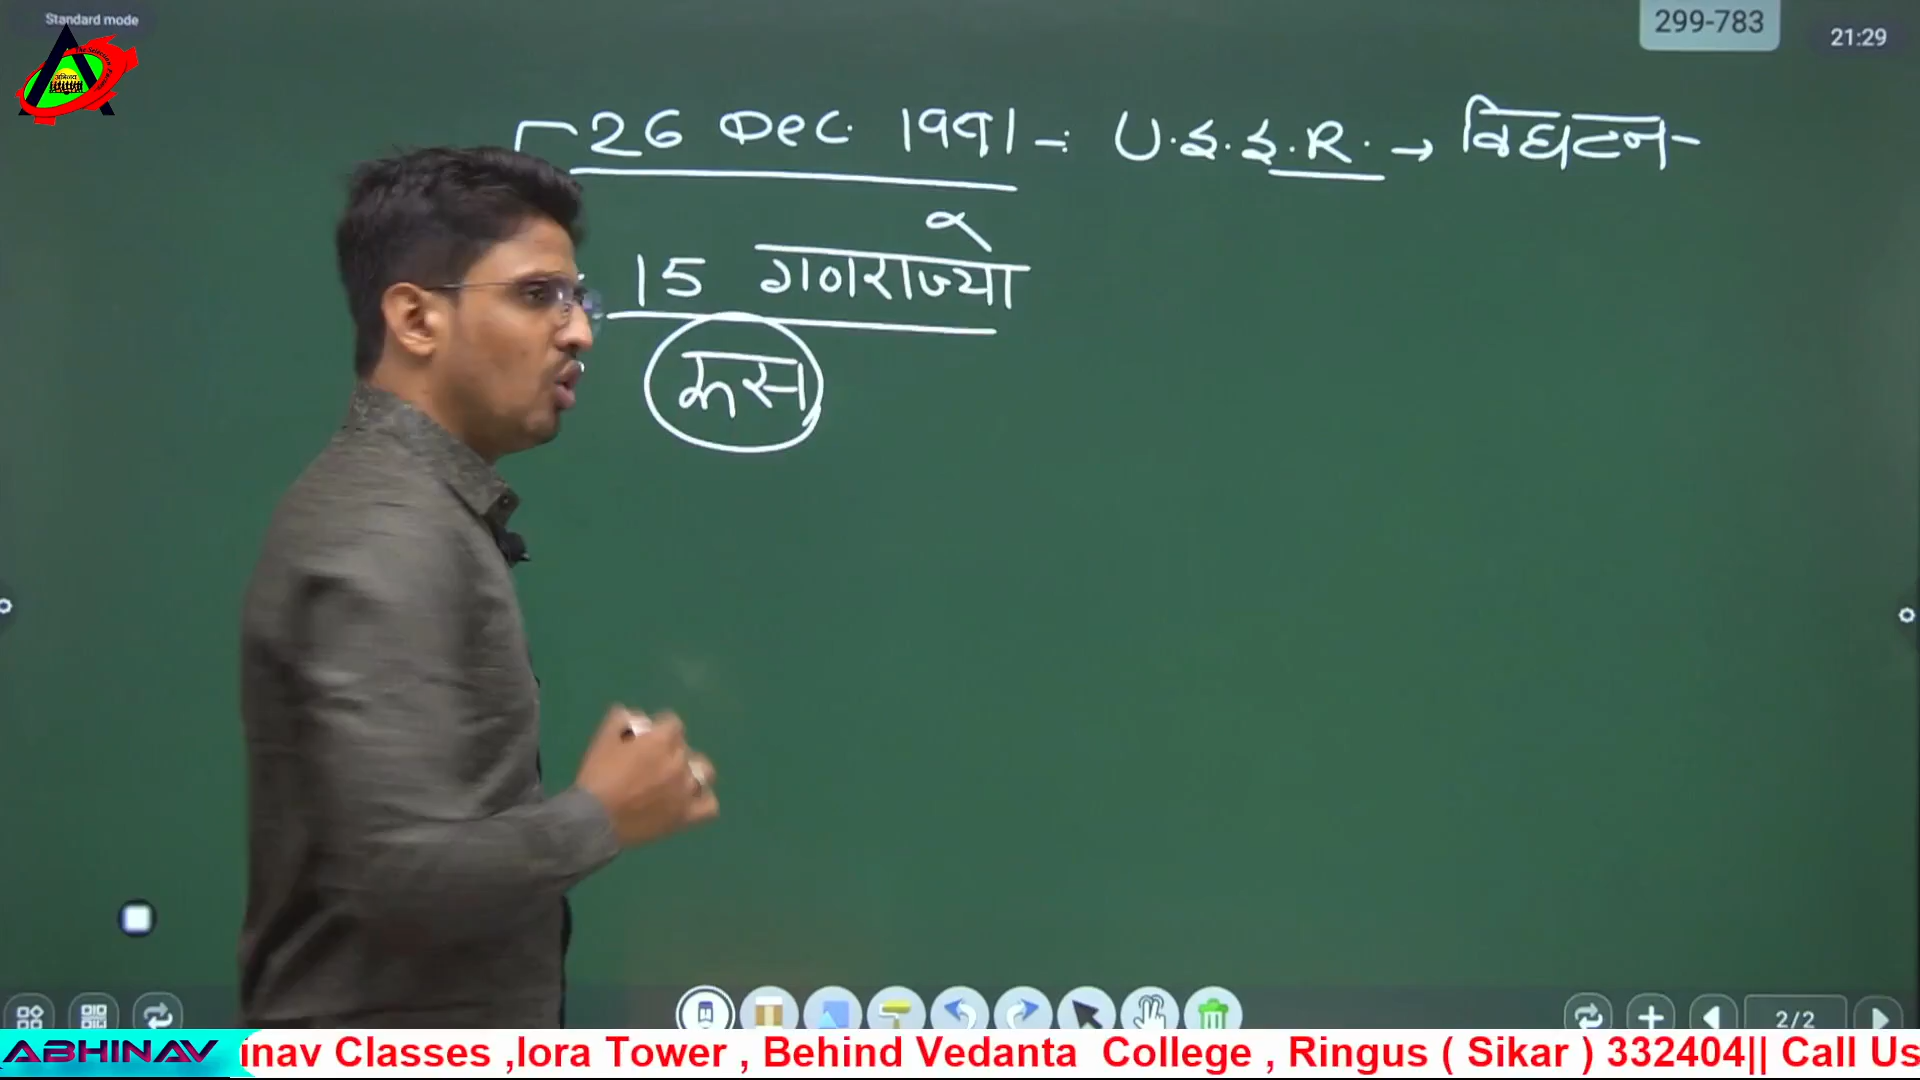 Standard mode
299-783
21:29
26 Dec. 1991 -: U.S.S.R. → विघटन-
15 गणराज्यो
रूस
2/2
ABHINAV
inav Classes ,Iora Tower , Behind Vedanta College , Ringus ( Sikar ) 332404|| Call Us